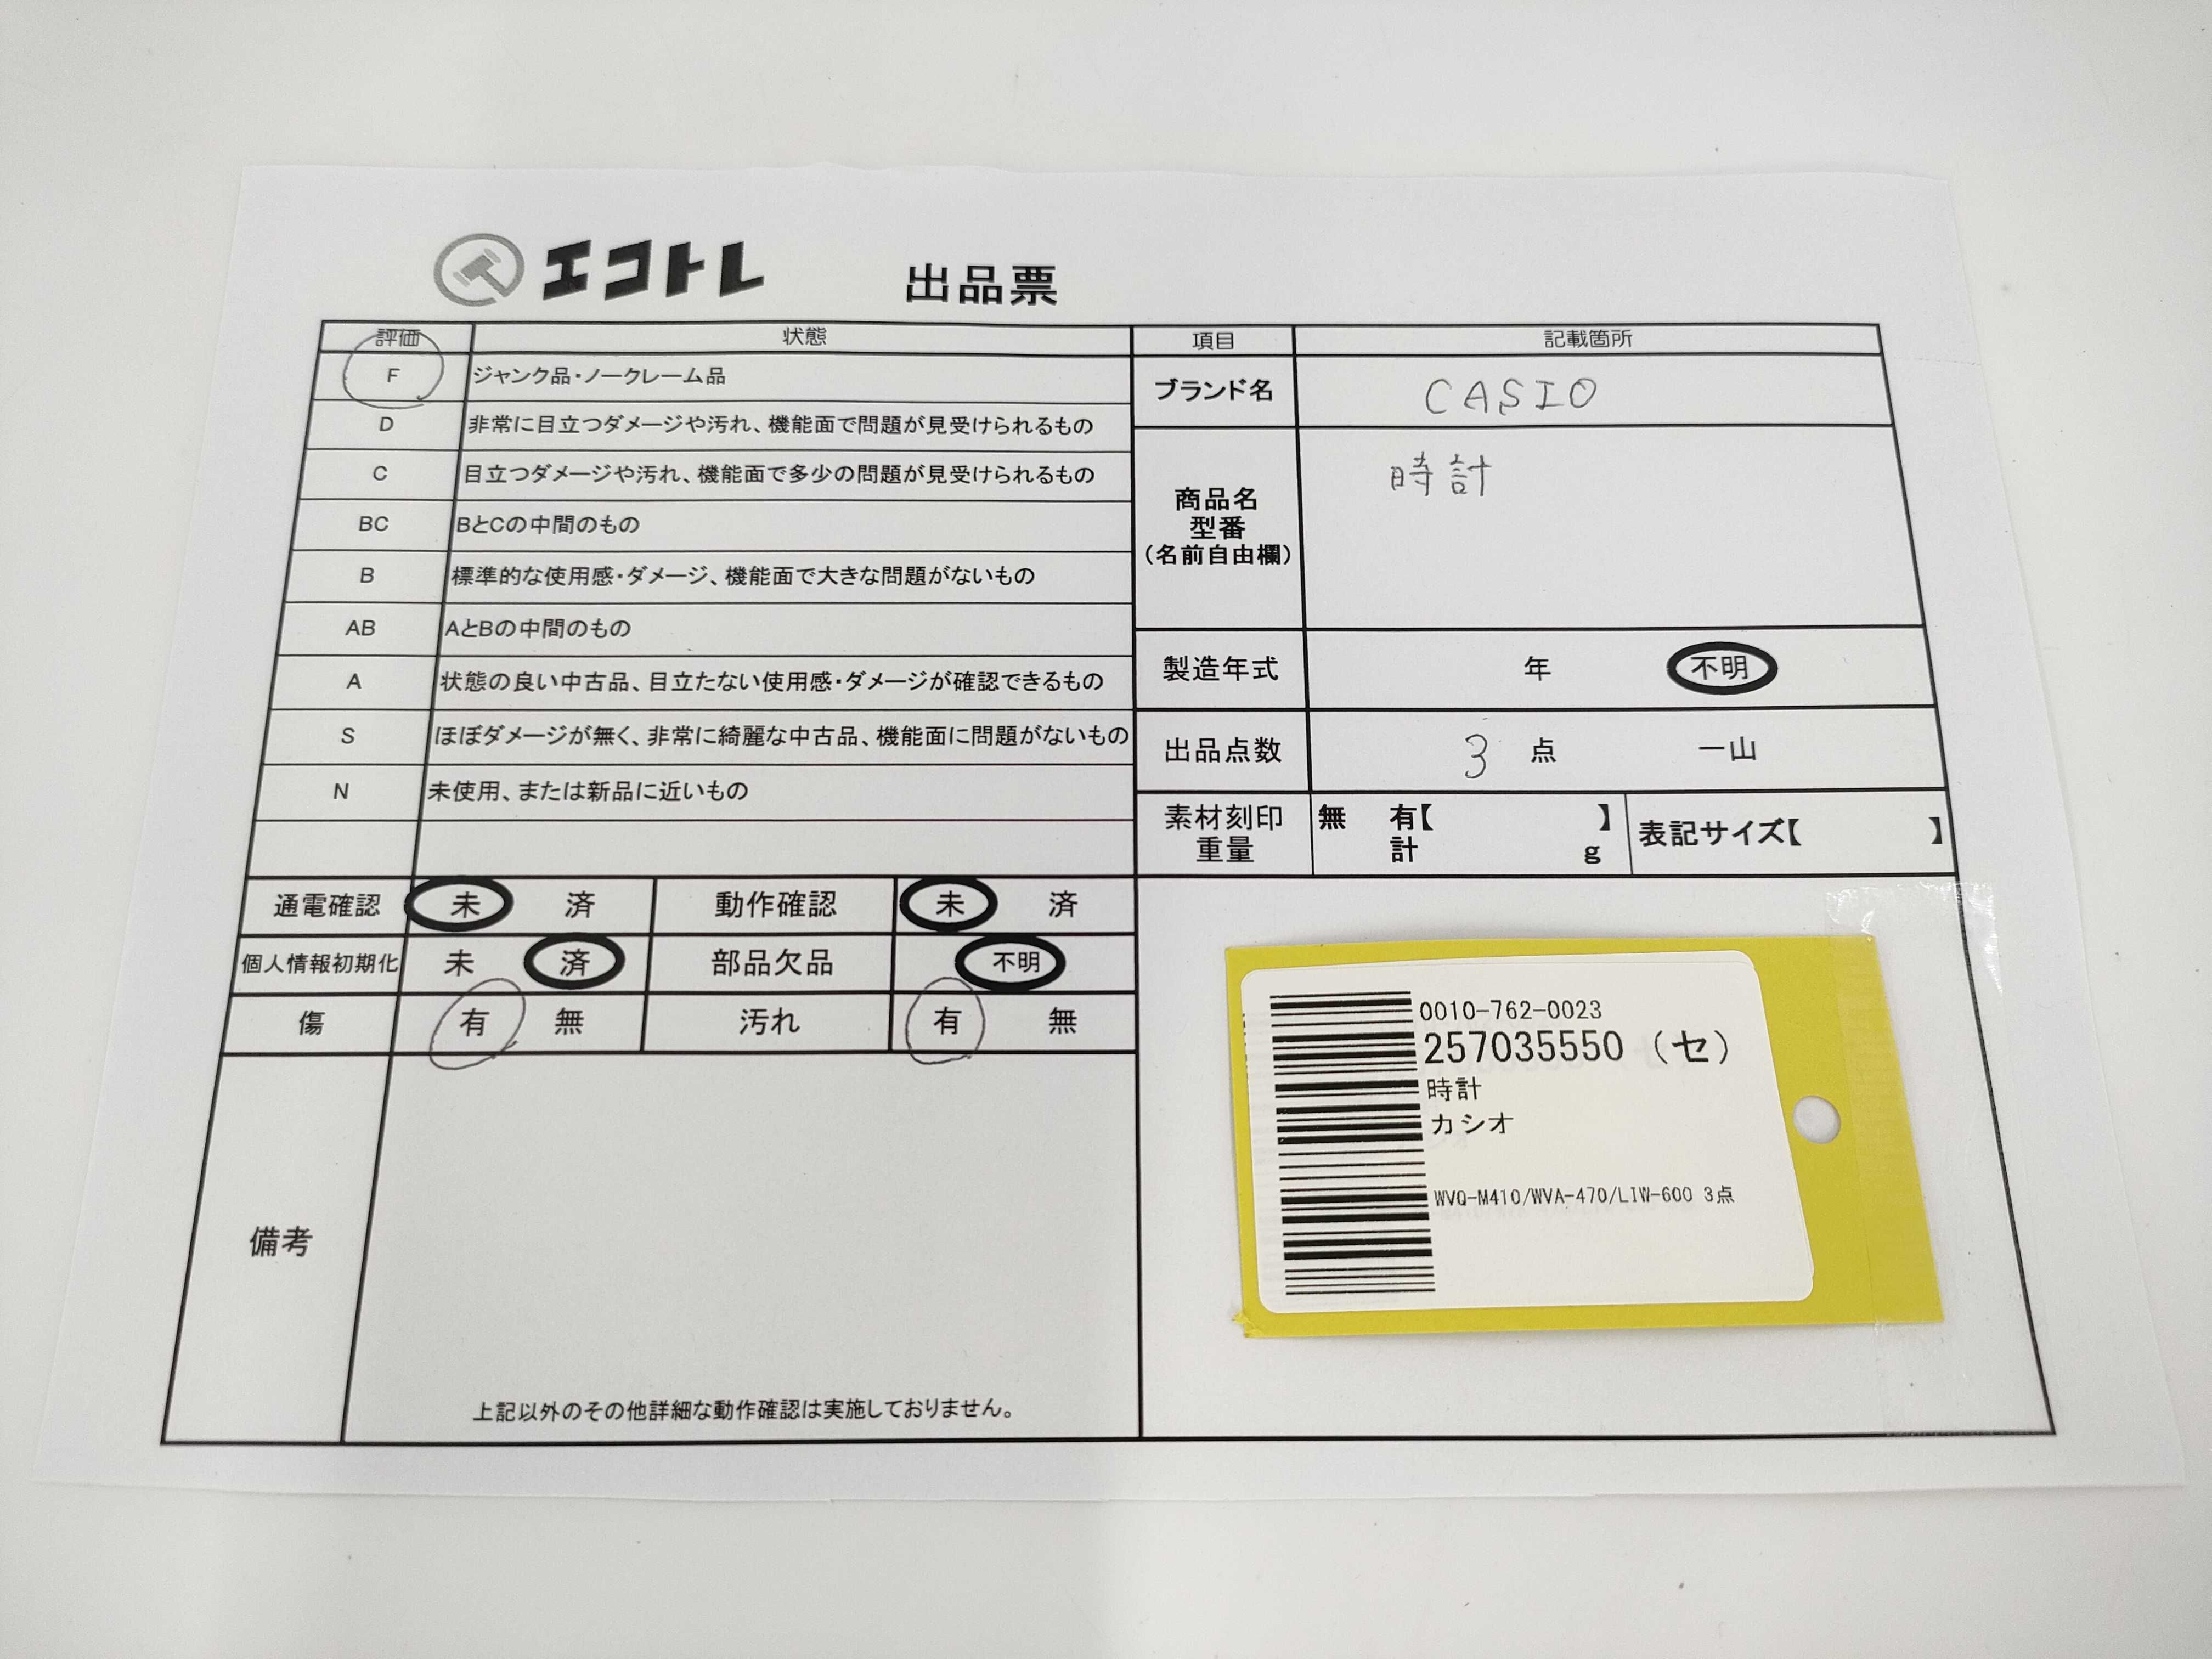 エコトレ 出品票
評価 状態
F ジャンク品・ノークレーム品
D 非常に目立つダメージや汚れ、機能面で問題が見受けられるもの
C 目立つダメージや汚れ、機能面で多少の問題が見受けられるもの
BC BとCの中間のもの
B 標準的な使用感・ダメージ、機能面で大きな問題がないもの
AB AとBの中間のもの
A 状態の良い中古品、目立たない使用感・ダメージが確認できるもの
S ほぼダメージが無く、非常に綺麗な中古品、機能面に問題がないもの
N 未使用、または新品に近いもの
通電確認 未 済 動作確認 未 済
個人情報初期化 未 済 部品欠品 不明
傷 有 無 汚れ 有 無
備考
上記以外のその他詳細な動作確認は実施しておりません。
項目 記載箇所
ブランド名 CASIO
商品名
型番
(名前自由欄)
時計
製造年式 年 不明
出品点数 3 点 一山
素材刻印
重量
無 有【 】
計 g
表記サイズ【 】
0010-762-0023
257035550 (セ)
時計
カシオ
WVQ-M410/WVA-470/LIW-600 3点